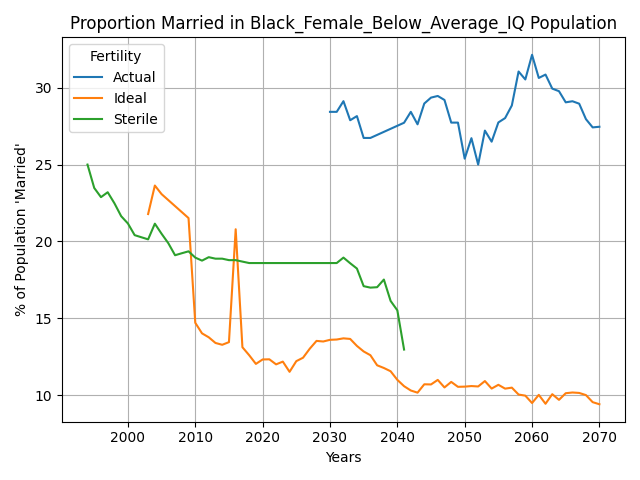 Proportion Married in Black_Female_Below_Average_IQ Population
Fertility
Actual
Ideal
Sterile
% of Population 'Married'
30
25
20
15
10
2000 2010 2020 2030 2040 2050 2060 2070
Years